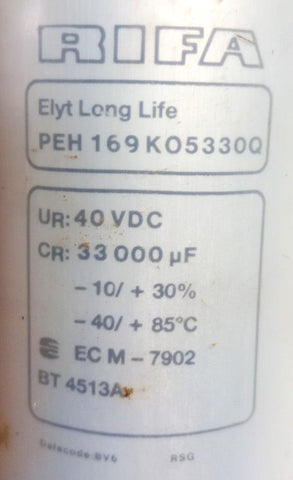 RIFA
Elyt Long Life
PEH 169 KO5330Q
UR: 40 VDC
CR: 33 000 µF
-10/ + 30%
-40/ + 85°C
EC M - 7902
BT 4513A
Datecode: BV6 RSG